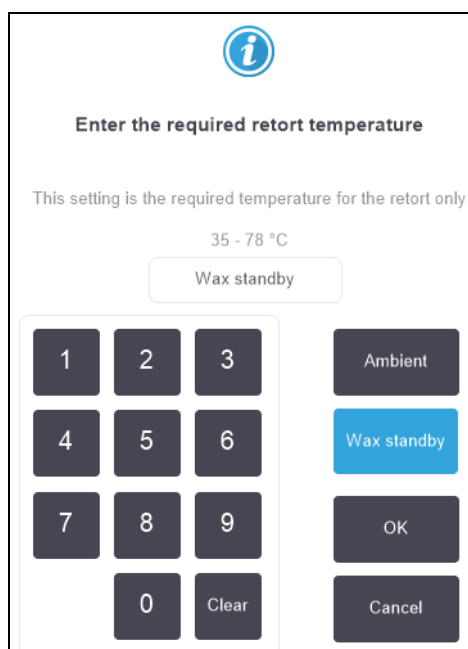 i
Enter the required retort temperature
This setting is the required temperature for the retort only
35 - 78 °C
Wax standby
1 2 3 Ambient
4 5 6 Wax standby
7 8 9 OK
0 Clear Cancel